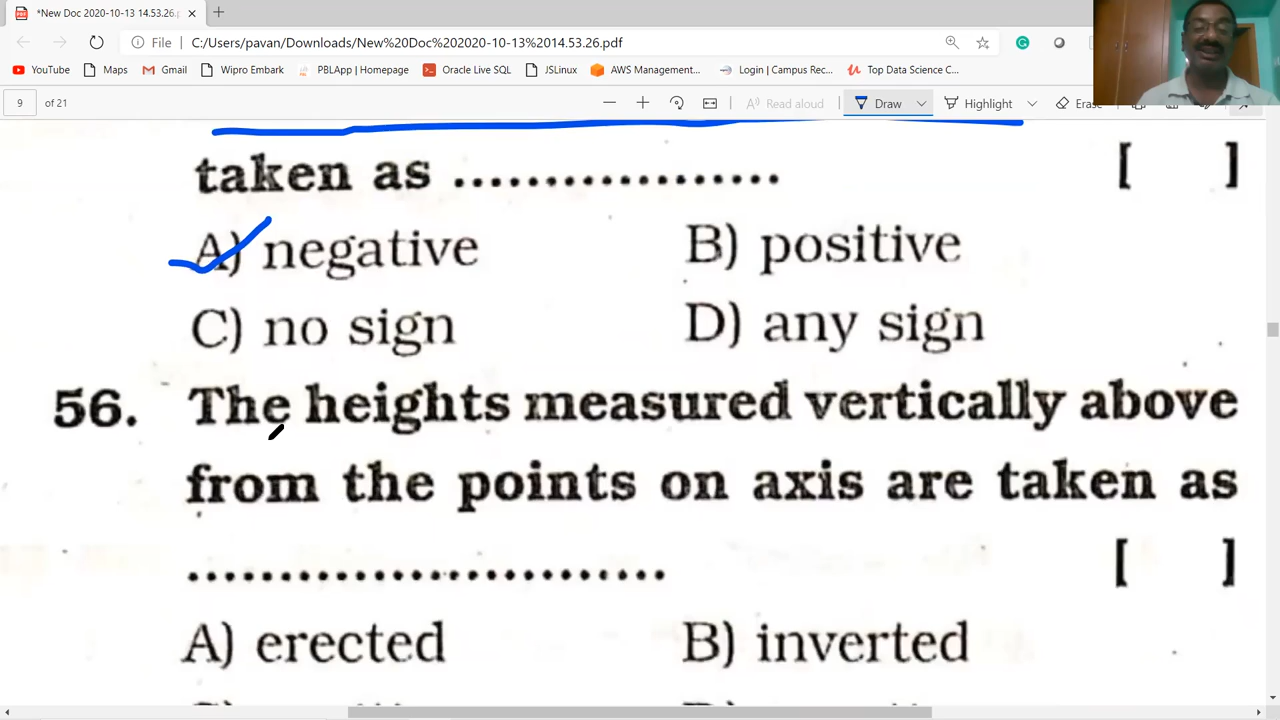 *New Doc 2020-10-13 14.53.26.p
File C:/Users/pavan/Downloads/New%20Doc%202020-10-13%2014.53.26.pdf
YouTube Maps Gmail Wipro Embark PBLApp | Homepage Oracle Live SQL JSLinux AWS Management... Login | Campus Rec... Top Data Science C...
9 of 21 Read aloud Draw Highlight Erase
taken as ..................
[ ]
A) negative B) positive
C) no sign D) any sign
56. The heights measured vertically above
from the points on axis are taken as
.......................... [ ]
A) erected B) inverted